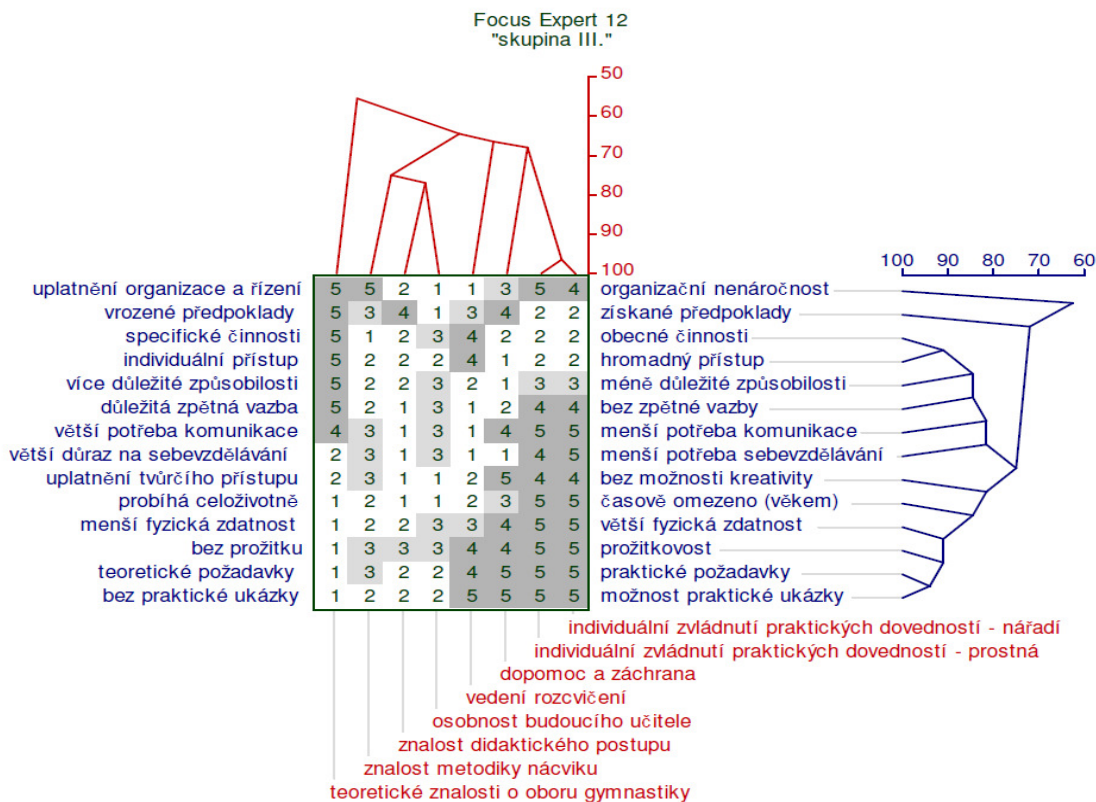 Focus Expert 12
"skupina III."
50
60
70
80
90
100
100 90 80 70 60
uplatnění organizace a řízení 5 5 2 1 1 3 5 4 organizační nenáročnost
vrozené předpoklady 5 3 4 1 3 4 2 2 získané předpoklady
specifické činnosti 5 1 2 3 4 2 2 2 obecné činnosti
individuální přístup 5 2 2 2 4 1 2 2 hromadný přístup
více důležité způsobilosti 5 2 2 3 2 1 3 3 méně důležité způsobilosti
důležitá zpětná vazba 5 2 1 3 1 2 4 4 bez zpětné vazby
větší potřeba komunikace 4 3 1 3 1 4 5 5 menší potřeba komunikace
větší důraz na sebevzdělávání 2 3 1 3 1 1 4 5 menší potřeba sebevzdělávání
uplatnění tvůrčího přístupu 2 3 1 1 2 5 4 4 bez možnosti kreativity
probíhá celoživotně 1 2 1 1 2 3 5 5 časově omezeno (věkem)
menší fyzická zdatnost 1 2 2 3 3 4 5 5 větší fyzická zdatnost
bez prožitku 1 3 3 3 4 4 5 5 prožitkovost
teoretické požadavky 1 3 2 2 4 5 5 5 praktické požadavky
bez praktické ukázky 1 2 2 2 5 5 5 5 možnost praktické ukázky
individuální zvládnutí praktických dovedností - nářadí
individuální zvládnutí praktických dovedností - prostná
dopomoc a záchrana
vedení rozcvičení
osobnost budoucího učitele
znalost didaktického postupu
znalost metodiky nácviku
teoretické znalosti o oboru gymnastiky